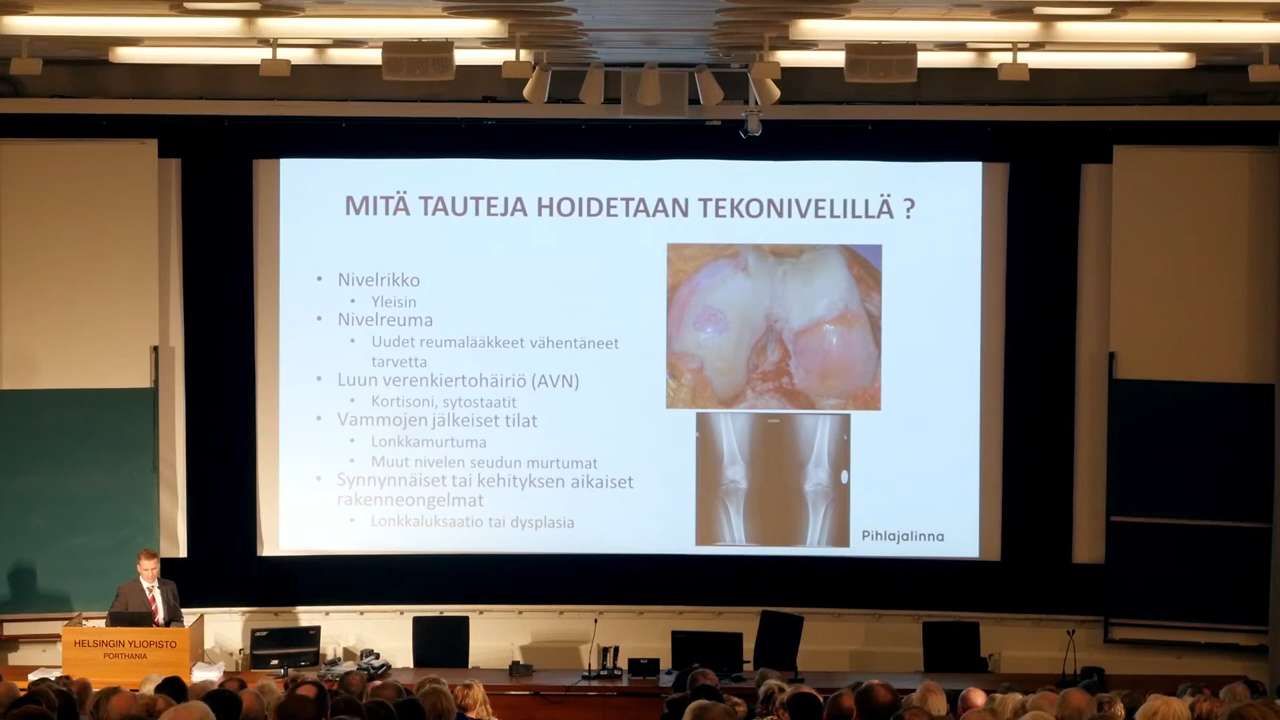 MITÄ TAUTEJA HOIDETAAN TEKONIVELILLÄ ?
• Nivelrikko
• Yleisin
• Nivelreuma
• Uudet reumalääkkeet vähentäneet
tarvetta
• Luun verenkiertohäiriö (AVN)
• Kortisoni, sytostaatit
• Vammojen jälkeiset tilat
• Lonkkamurtuma
• Muut nivelen seudun murtumat
• Synnynnäiset tai kehityksen aikaiset
rakenneongelmat
• Lonkkaluksaatio tai dysplasia
Pihlajalinna
HELSINGIN YLIOPISTO
PORTHANIA
acer